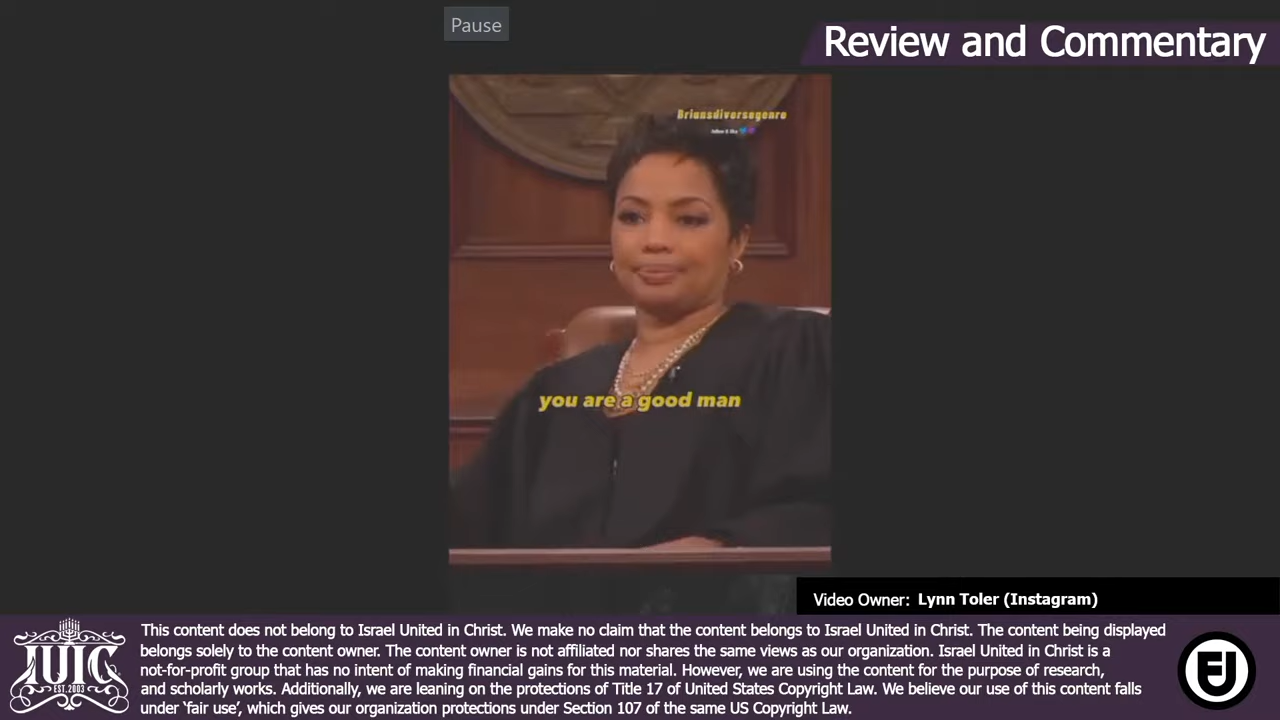 Pause
Review and Commentary
Briansdiversegenre
follow & like
you are a good man
Video Owner: Lynn Toler (Instagram)
This content does not belong to Israel United in Christ. We make no claim that the content belongs to Israel United in Christ. The content being displayed
belongs solely to the content owner. The content owner is not affiliated nor shares the same views as our organization. Israel United in Christ is a
not-for-profit group that has no intent of making financial gains for this material. However, we are using the content for the purpose of research,
and scholarly works. Additionally, we are leaning on the protections of Title 17 of United States Copyright Law. We believe our use of this content falls
under ‘fair use’, which gives our organization protections under Section 107 of the same US Copyright Law.
IUIC
EST.2003